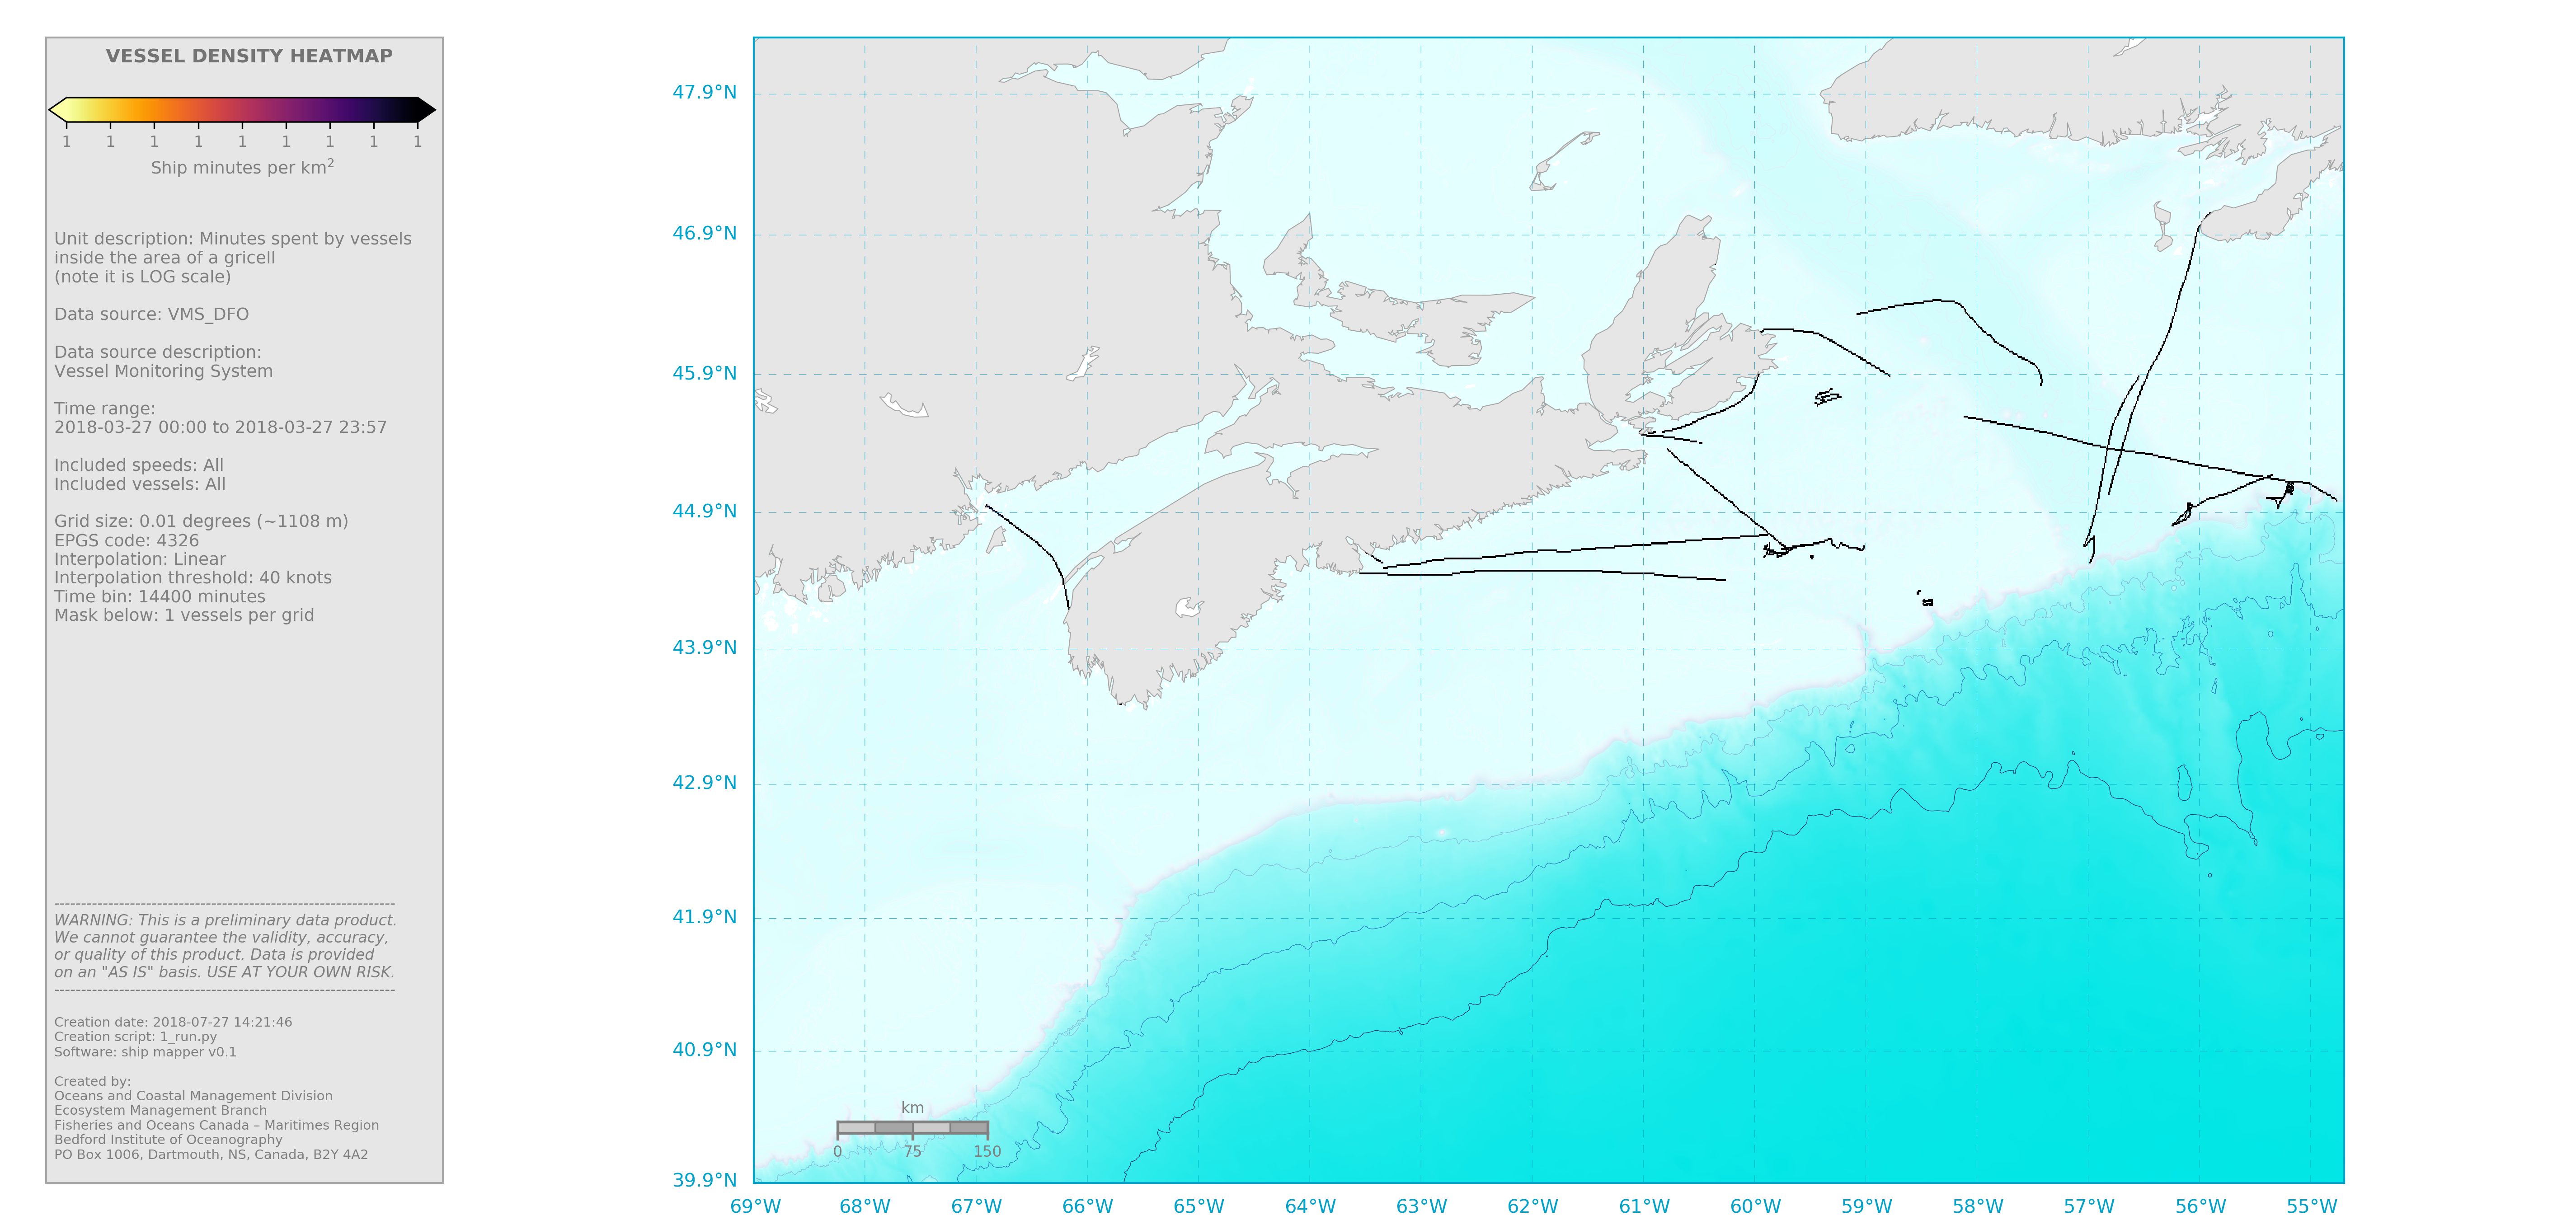 VESSEL DENSITY HEATMAP
1 1 1 1 1 1 1 1 1
Ship minutes per km²
Unit description: Minutes spent by vessels
inside the area of a gricell
(note it is LOG scale)
Data source: VMS_DFO
Data source description:
Vessel Monitoring System
Time range:
2018-03-27 00:00 to 2018-03-27 23:57
Included speeds: All
Included vessels: All
Grid size: 0.01 degrees (~1108 m)
EPGS code: 4326
Interpolation: Linear
Interpolation threshold: 40 knots
Time bin: 14400 minutes
Mask below: 1 vessels per grid
WARNING: This is a preliminary data product.
We cannot guarantee the validity, accuracy,
or quality of this product. Data is provided
on an "AS IS" basis. USE AT YOUR OWN RISK.
Creation date: 2018-07-27 14:21:46
Creation script: 1_run.py
Software: ship mapper v0.1
Created by:
Oceans and Coastal Management Division
Ecosystem Management Branch
Fisheries and Oceans Canada – Maritimes Region
Bedford Institute of Oceanography
PO Box 1006, Dartmouth, NS, Canada, B2Y 4A2
47.9°N
46.9°N
45.9°N
44.9°N
43.9°N
42.9°N
41.9°N
40.9°N
39.9°N
km
0 75 150
69°W 68°W 67°W 66°W 65°W 64°W 63°W 62°W 61°W 60°W 59°W 58°W 57°W 56°W 55°W